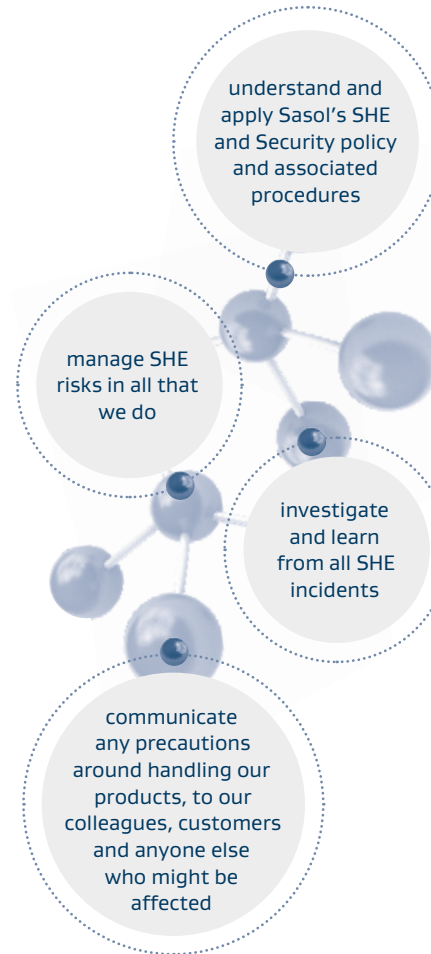 understand and
apply Sasol's SHE
and Security policy
and associated
procedures
manage SHE
risks in all that
we do
investigate
and learn
from all SHE
incidents
communicate
any precautions
around handling our
products, to our
colleagues, customers
and anyone else
who might be
affected